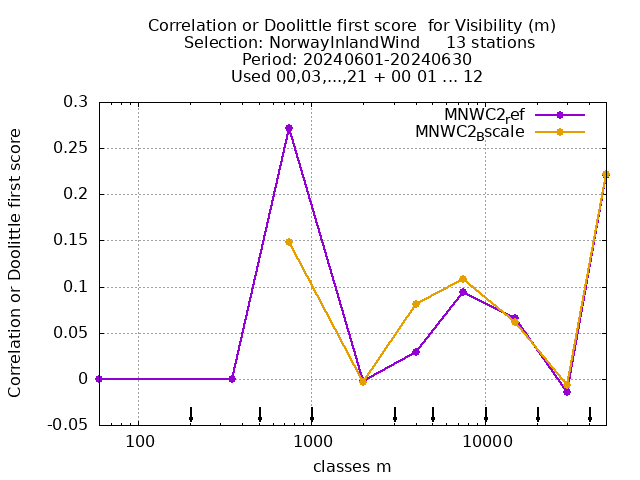 Correlation or Doolittle first score  for Visibility (m)
Selection: NorwayInlandWind     13 stations
Period: 20240601-20240630
Used 00,03,...,21 + 00 01 ... 12
MNWC2ref
MNWC2Bscale
Correlation or Doolittle first score
0.3
0.25
0.2
0.15
0.1
0.05
0
-0.05
100
1000
10000
classes m